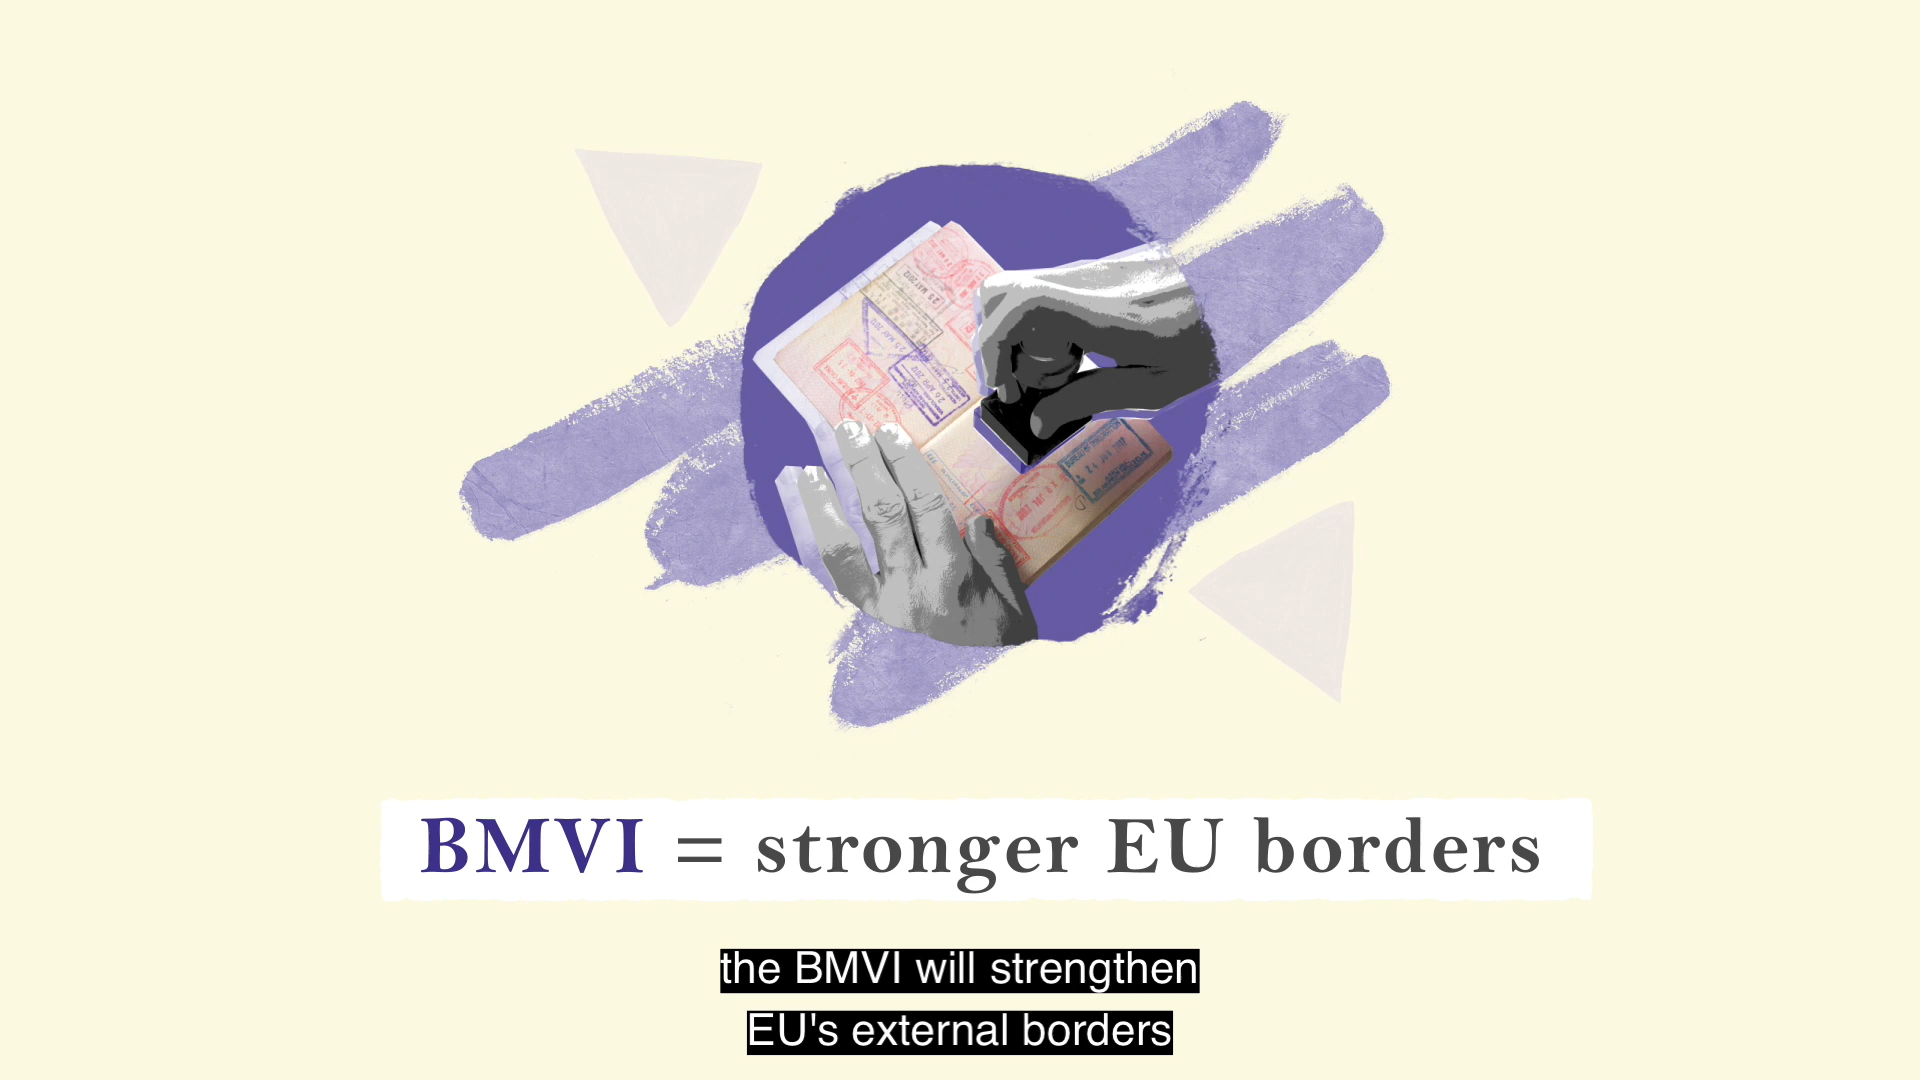 BMVI = stronger EU borders
the BMVI will strengthen
EU's external borders